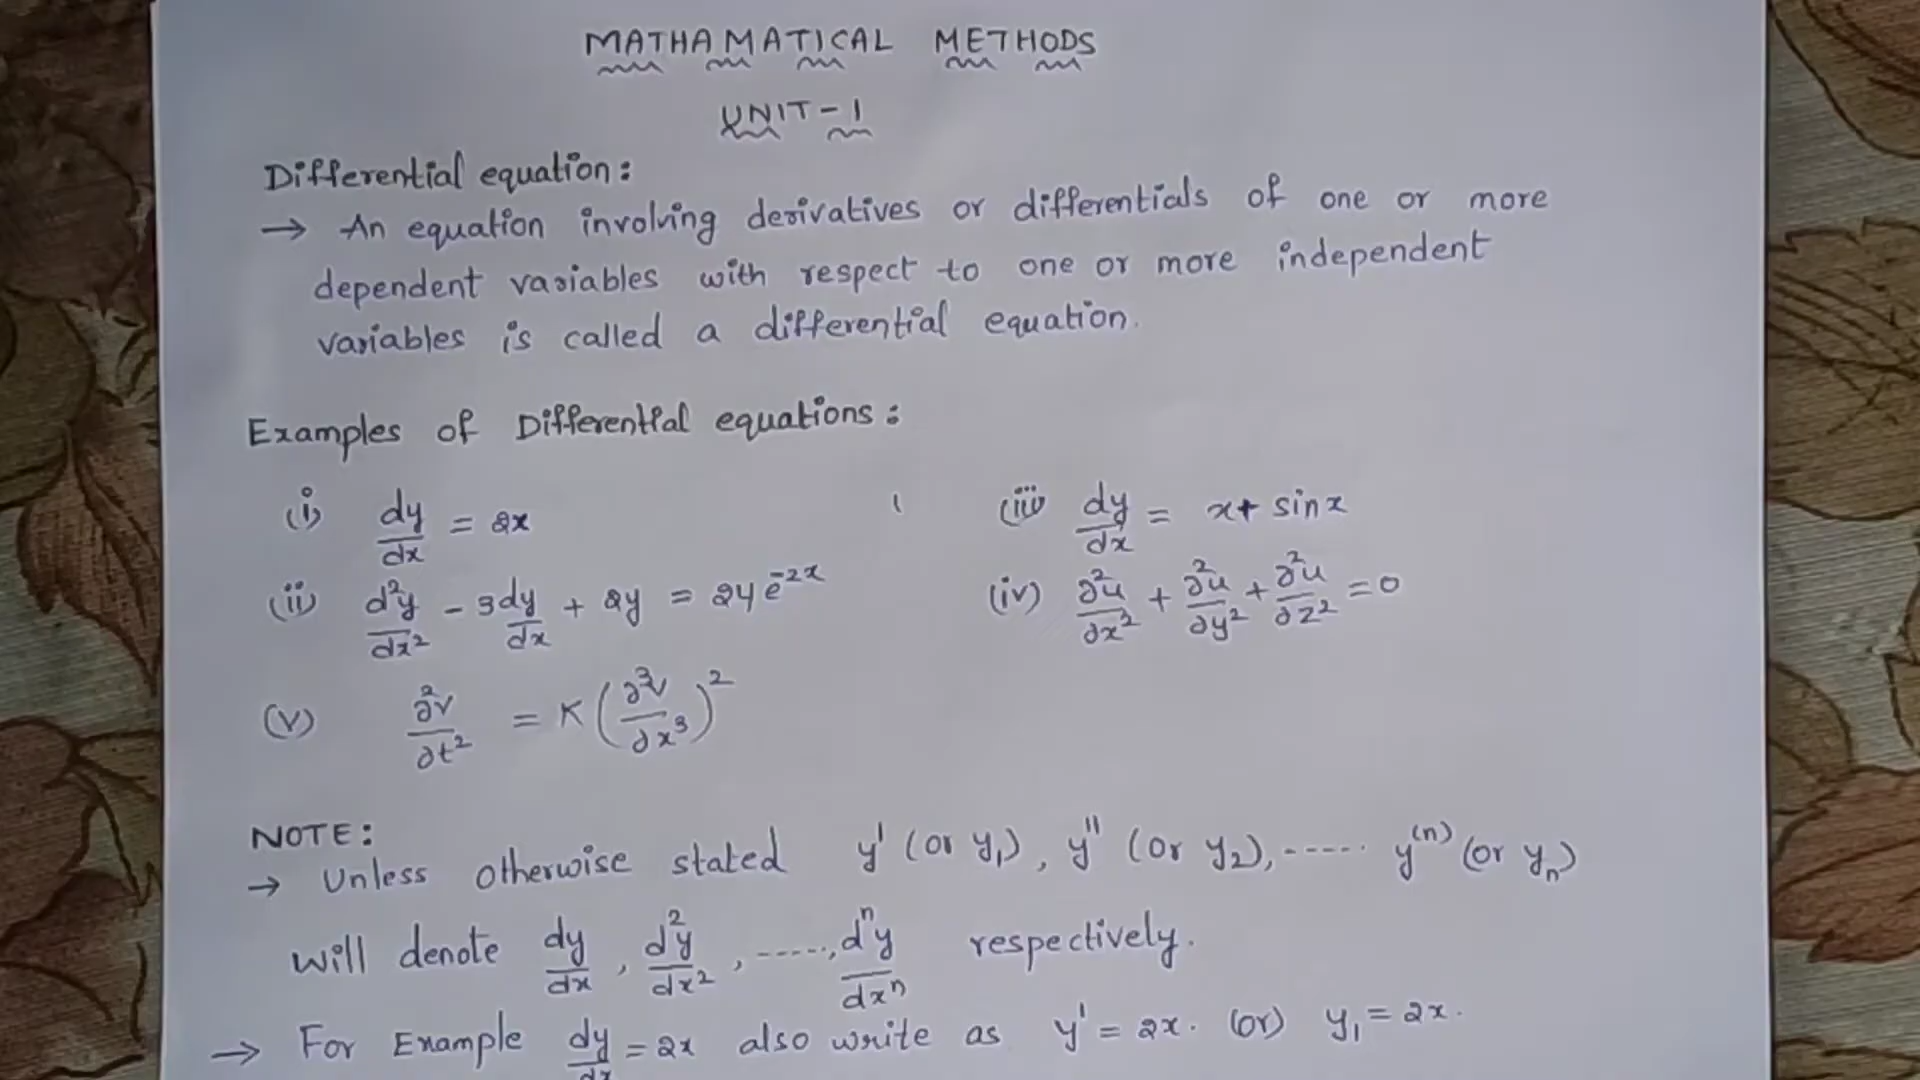 MATHAMATICAL METHODS
UNIT-1
Differential equation:
→ An equation involving derivatives or differentials of one or more
dependent variables with respect to one or more independent
variables is called a differential equation.
Examples of Differential equations:
(i) dy/dx = 2x
(iii) dy/dx = x + sin x
(ii) d²y/dx² - 3dy/dx + 2y = 24e⁻²ˣ
(iv) ∂²u/∂x² + ∂²u/∂y² + ∂²u/∂z² = 0
(v) ∂²v/∂t² = K(∂³v/∂x³)²
NOTE:
→ Unless otherwise stated y' (or y₁), y'' (or y₂), ----- y⁽ⁿ⁾ (or yₙ)
will denote dy/dx, d²y/dx², -----, dⁿy/dxⁿ respectively.
→ For Example dy/dx = 2x also write as y' = 2x. (or) y₁ = 2x.